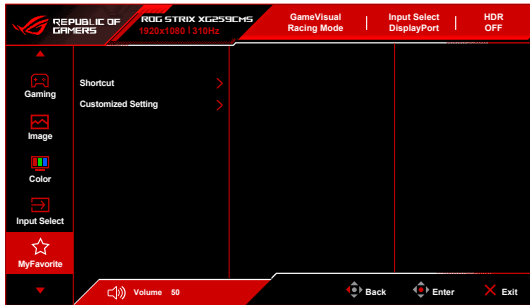 REPUBLIC OF
GAMERS
ROG STRIX XG259CMS
1920x1080 | 310Hz
GameVisual
Racing Mode
Input Select
DisplayPort
HDR
OFF
Gaming
Shortcut
Customized Setting
Image
Color
Input Select
MyFavorite
Volume 50
Back
Enter
Exit